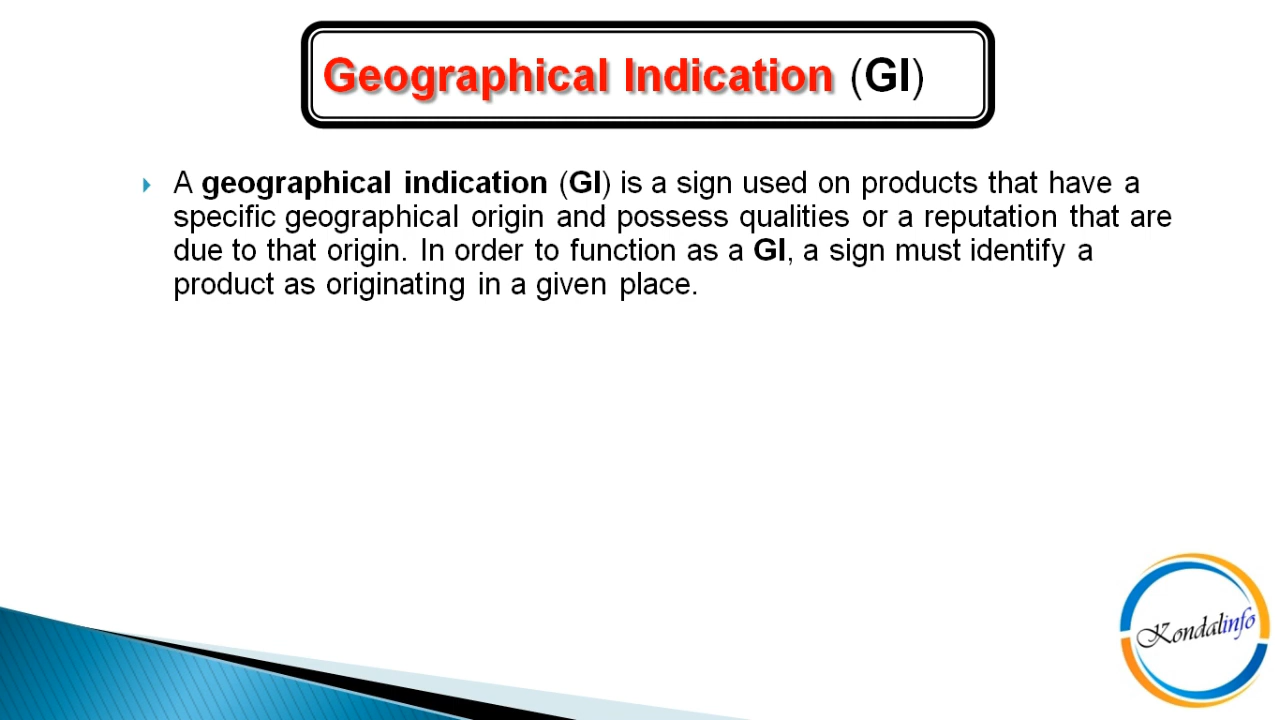 Geographical Indication (GI)
A geographical indication (GI) is a sign used on products that have a
specific geographical origin and possess qualities or a reputation that are
due to that origin. In order to function as a GI, a sign must identify a
product as originating in a given place.
Kondalinfo